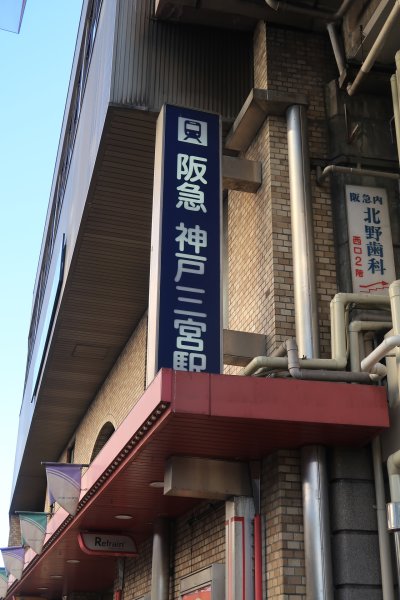 阪急 神戸三宮駅
阪急内
北野歯科
西口2階
Refrain